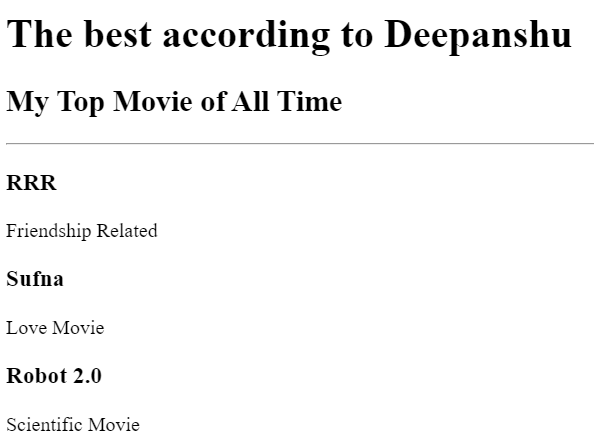 The best according to Deepanshu
My Top Movie of All Time
RRR
Friendship Related
Sufna
Love Movie
Robot 2.0
Scientific Movie